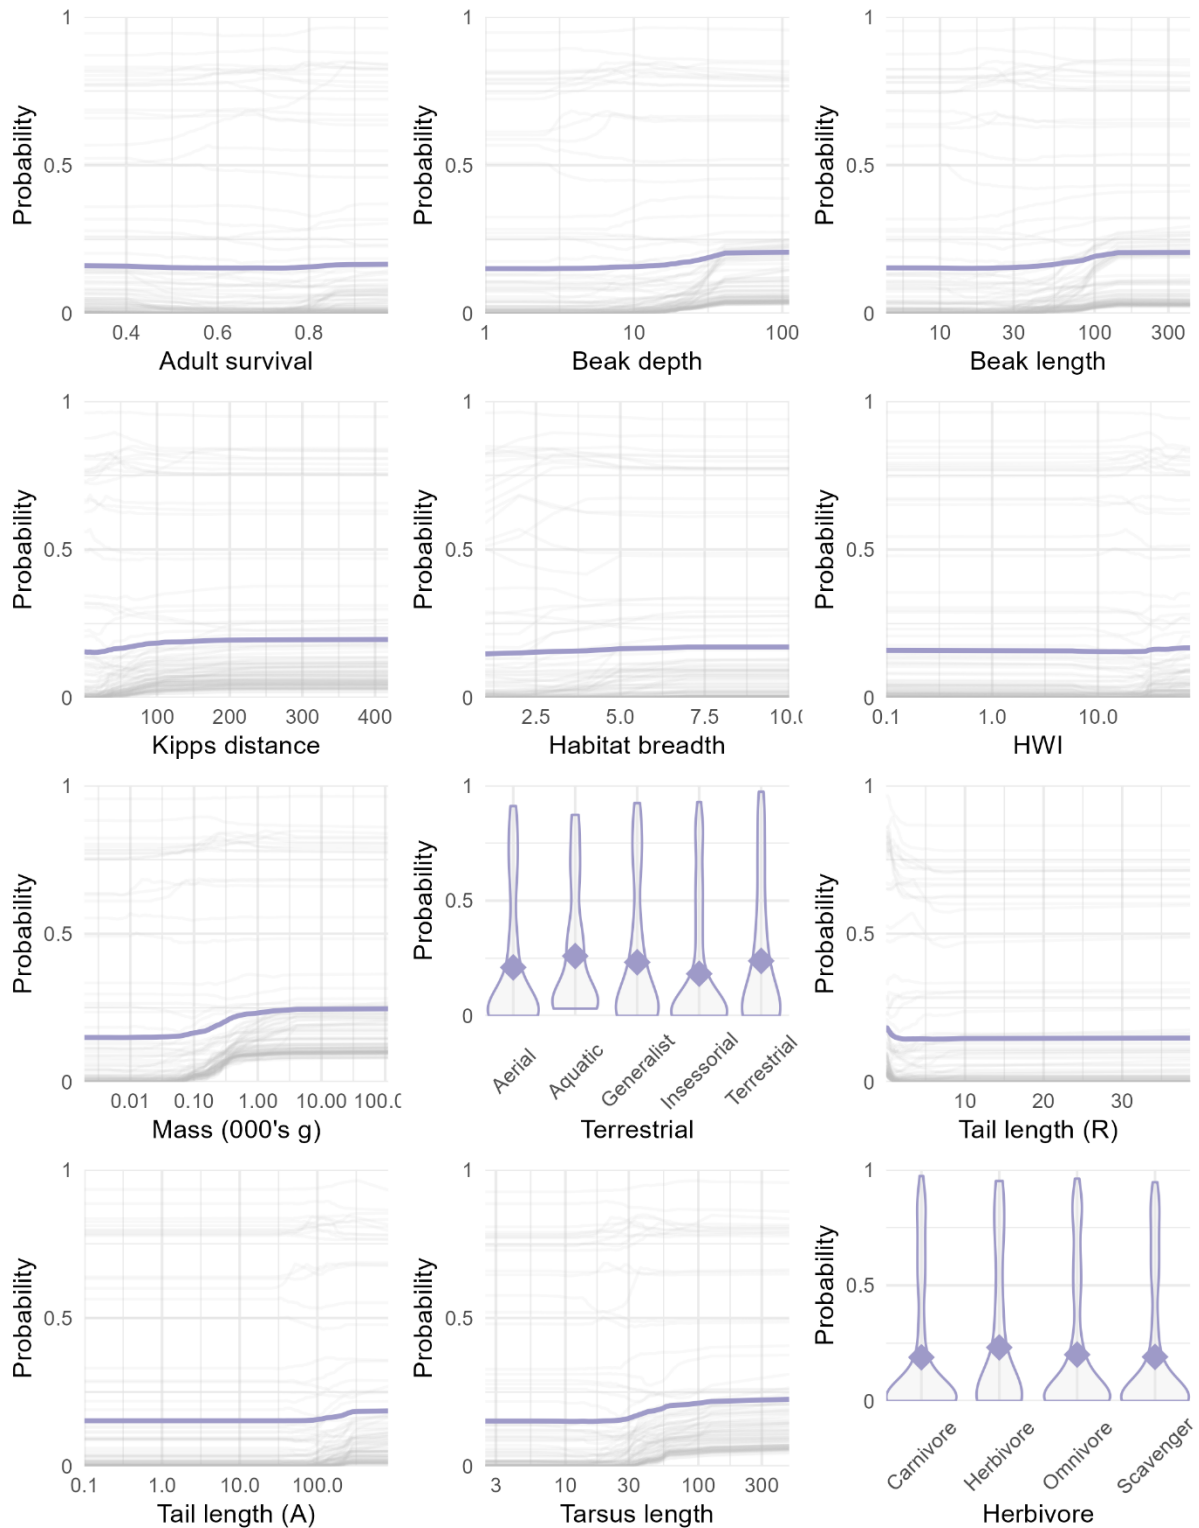 Probability
1
0.5
0
0.4 0.6 0.8
Adult survival
Probability
1
0.5
0
1 10 100
Beak depth
Probability
1
0.5
0
10 30 100 300
Beak length
Probability
1
0.5
0
100 200 300 400
Kipps distance
Probability
1
0.5
0
2.5 5.0 7.5 10.0
Habitat breadth
Probability
1
0.5
0
0.1 1.0 10.0
HWI
Probability
1
0.5
0
0.01 0.10 1.00 10.00 100.0
Mass (000's g)
Probability
1
0.5
0
Aerial Aquatic Generalist Insessorial Terrestrial
Terrestrial
Probability
1
0.5
0
10 20 30
Tail length (R)
Probability
1
0.5
0
0.1 1.0 10.0 100.0
Tail length (A)
Probability
1
0.5
0
3 10 30 100 300
Tarsus length
Probability
1
0.5
0
Carnivore Herbivore Omnivore Scavenger
Herbivore